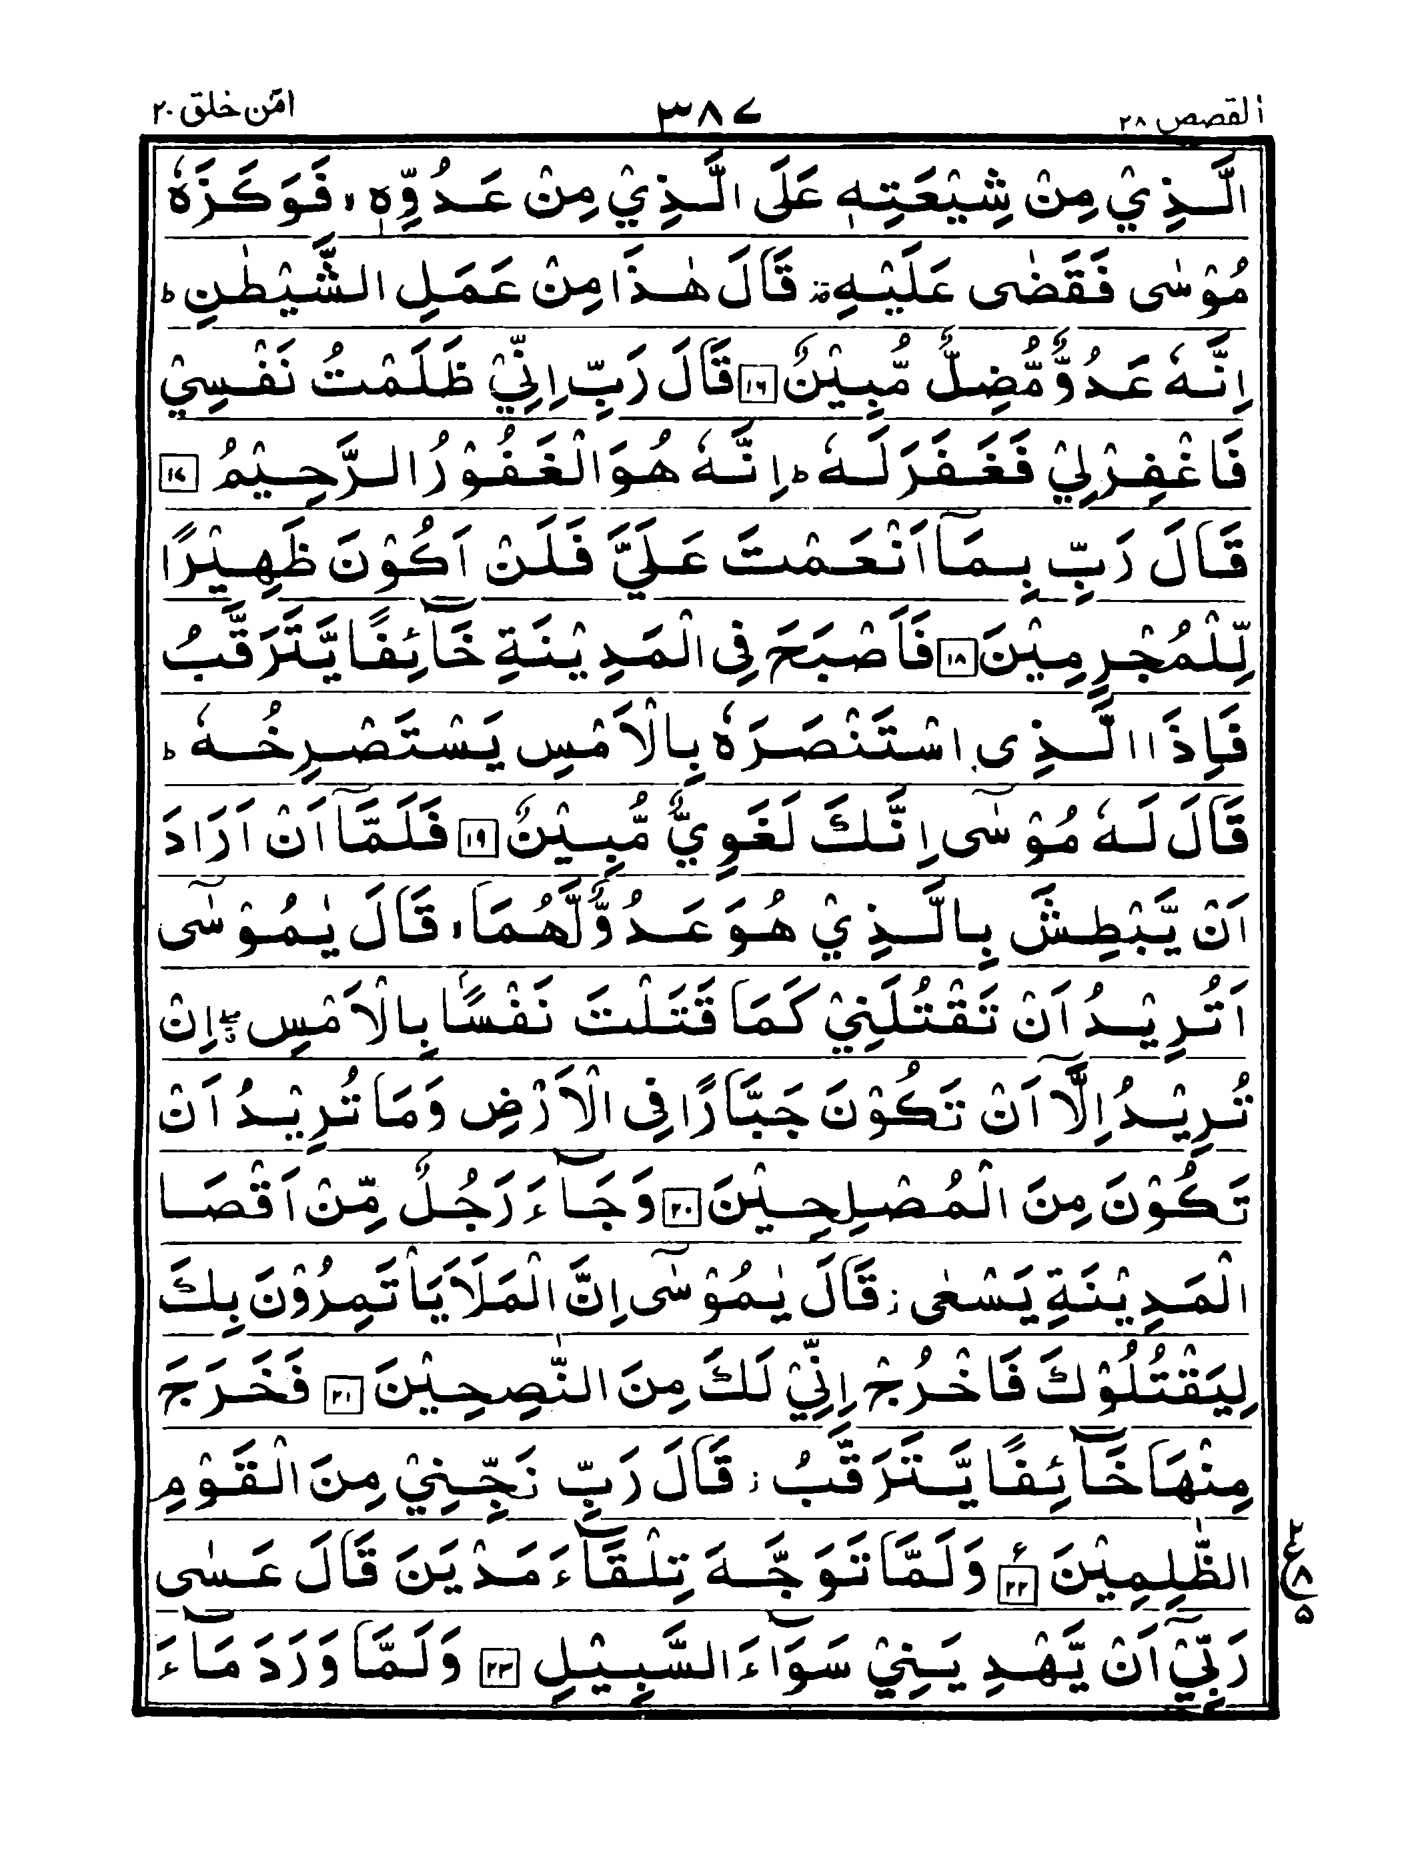 القصص ٢٨
٣٨٧
امّن خلق ٢٠
الَّذِيْ مِنْ شِيْعَتِهٖ عَلَى الَّذِيْ مِنْ عَدُوِّهٖ ، فَوَكَزَهٗ
مُوْسٰى فَقَضٰى عَلَيْهِ ٘ۗ قَالَ هٰذَا مِنْ عَمَلِ الشَّيْطٰنِ ط
اِنَّهٗ عَدُوٌّ مُّضِلٌّ مُّبِيْنٌ ١٦ قَالَ رَبِّ اِنِّيْ ظَلَمْتُ نَفْسِيْ
فَاغْفِرْلِيْ فَغَفَرَ لَهٗ ط اِنَّهٗ هُوَ الْغَفُوْرُ الرَّحِيْمُ ١٧
قَالَ رَبِّ بِمَاۤ اَنْعَمْتَ عَلَيَّ فَلَنْ اَكُوْنَ ظَهِيْرًا
لِّلْمُجْرِمِيْنَ ١٨ فَاَصْبَحَ فِى الْمَدِيْنَةِ خَآئِفًا يَّتَرَقَّبُ
فَاِذَا الَّذِى اسْتَنْصَرَهٗ بِالْاَمْسِ يَسْتَصْرِخُهٗ ط
قَالَ لَهٗ مُوْسٰۤى اِنَّكَ لَغَوِيٌّ مُّبِيْنٌ ١٩ فَلَمَّاۤ اَنْ اَرَادَ
اَنْ يَّبْطِشَ بِالَّذِيْ هُوَ عَدُوٌّ لَّهُمَا ، قَالَ يٰمُوْسٰۤى
اَتُرِيْدُ اَنْ تَقْتُلَنِيْ كَمَا قَتَلْتَ نَفْسًۢا بِالْاَمْسِ ۖۗ اِنْ
تُرِيْدُ اِلَّاۤ اَنْ تَكُوْنَ جَبَّارًا فِى الْاَرْضِ وَمَا تُرِيْدُ اَنْ
تَكُوْنَ مِنَ الْمُصْلِحِيْنَ ٢٠ وَجَآءَ رَجُلٌ مِّنْ اَقْصَا
الْمَدِيْنَةِ يَسْعٰى ز قَالَ يٰمُوْسٰۤى اِنَّ الْمَلَاَ يَاْتَمِرُوْنَ بِكَ
لِيَقْتُلُوْكَ فَاخْرُجْ اِنِّيْ لَكَ مِنَ النّٰصِحِيْنَ ٢١ فَخَرَجَ
مِنْهَا خَآئِفًا يَّتَرَقَّبُ ز قَالَ رَبِّ نَجِّنِيْ مِنَ الْقَوْمِ
الظّٰلِمِيْنَ ٢٢ ع وَلَمَّا تَوَجَّهَ تِلْقَآءَ مَدْيَنَ قَالَ عَسٰى
٢
ع ٨
٥
رَبِّيْۤ اَنْ يَّهْدِيَنِيْ سَوَآءَ السَّبِيْلِ ٢٣ وَلَمَّا وَرَدَ مَآءَ